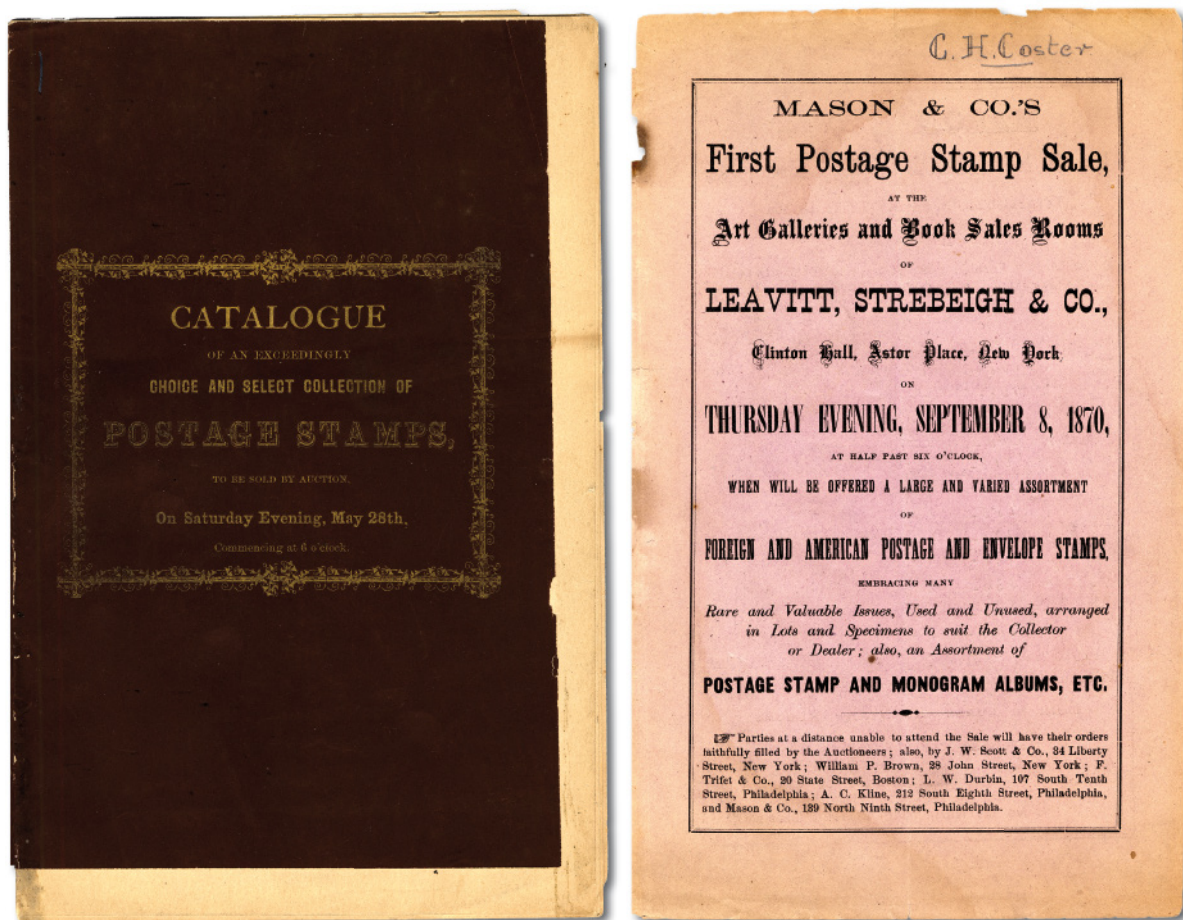 CATALOGUE
OF AN EXCEEDINGLY
CHOICE AND SELECT COLLECTION OF
POSTAGE STAMPS,
TO BE SOLD BY AUCTION,
On Saturday Evening, May 28th,
Commencing at 6 o'clock.
C. H. Coster
MASON & CO.'S
First Postage Stamp Sale,
AT THE
Art Galleries and Book Sales Rooms
OF
LEAVITT, STREBEIGH & CO.,
Clinton Hall, Astor Place, New York
ON
THURSDAY EVENING, SEPTEMBER 8, 1870,
AT HALF PAST SIX O'CLOCK,
WHEN WILL BE OFFERED A LARGE AND VARIED ASSORTMENT
OF
FOREIGN AND AMERICAN POSTAGE AND ENVELOPE STAMPS,
EMBRACING MANY
Rare and Valuable Issues, Used and Unused, arranged
in Lots and Specimens to suit the Collector
or Dealer; also, an Assortment of
POSTAGE STAMP AND MONOGRAM ALBUMS, ETC.
☞ Parties at a distance unable to attend the Sale will have their orders
faithfully filled by the Auctioneers; also, by J. W. Scott & Co., 34 Liberty
Street, New York; William P. Brown, 28 John Street, New York; F.
Trifet & Co., 20 State Street, Boston; L. W. Durbin, 107 South Tenth
Street, Philadelphia; A. C. Kline, 212 South Eighth Street, Philadelphia,
and Mason & Co., 139 North Ninth Street, Philadelphia.